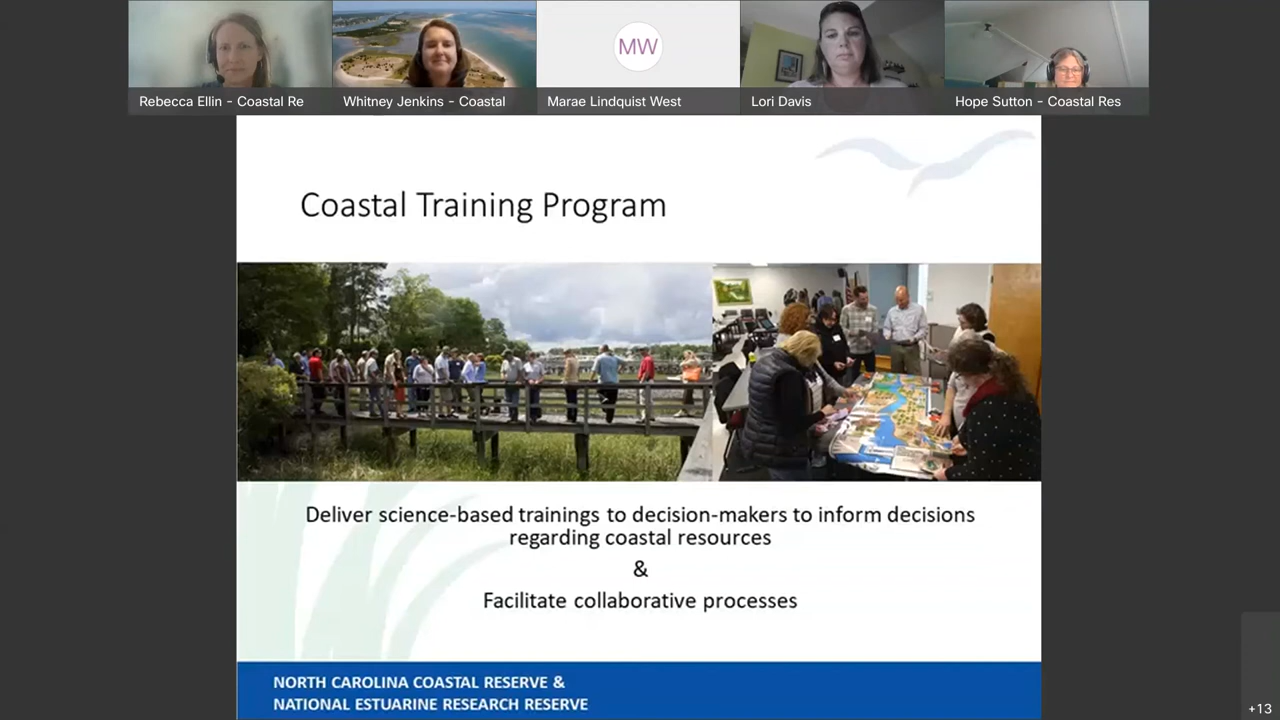 MW
Rebecca Ellin - Coastal Re
Whitney Jenkins - Coastal
Marae Lindquist West
Lori Davis
Hope Sutton - Coastal Res
Coastal Training Program
Deliver science-based trainings to decision-makers to inform decisions
regarding coastal resources
&
Facilitate collaborative processes
NORTH CAROLINA COASTAL RESERVE &
NATIONAL ESTUARINE RESEARCH RESERVE
+13